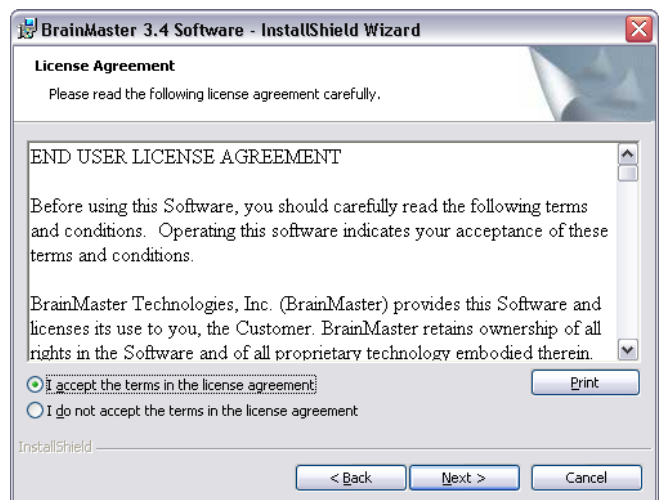 BrainMaster 3.4 Software - InstallShield Wizard
License Agreement
Please read the following license agreement carefully.
END USER LICENSE AGREEMENT
Before using this Software, you should carefully read the following terms
and conditions.  Operating this software indicates your acceptance of these
terms and conditions.
BrainMaster Technologies, Inc. (BrainMaster) provides this Software and
licenses its use to you, the Customer. BrainMaster retains ownership of all
rights in the Software and of all proprietary technology embodied therein.
I accept the terms in the license agreement
Print
I do not accept the terms in the license agreement
InstallShield
< Back
Next >
Cancel